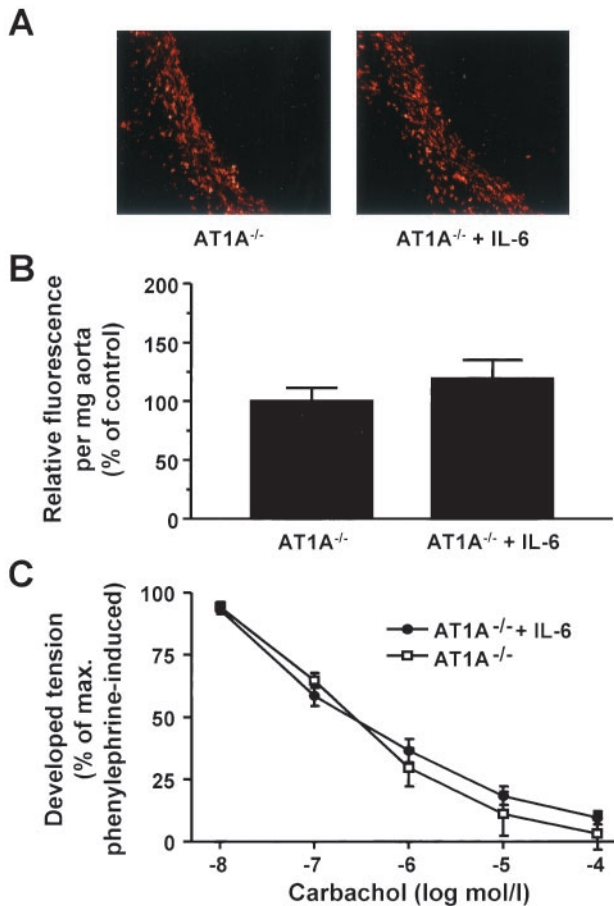 A
AT1A-/-
AT1A-/- + IL-6
B
Relative fluorescence
per mg aorta
(% of control)
200
150
100
50
0
AT1A-/-
AT1A-/- + IL-6
C
Developed tension
(% of max.
phenylephrine-induced)
100
75
50
25
0
AT1A-/- + IL-6
AT1A-/-
-8
-7
-6
-5
-4
Carbachol (log mol/l)